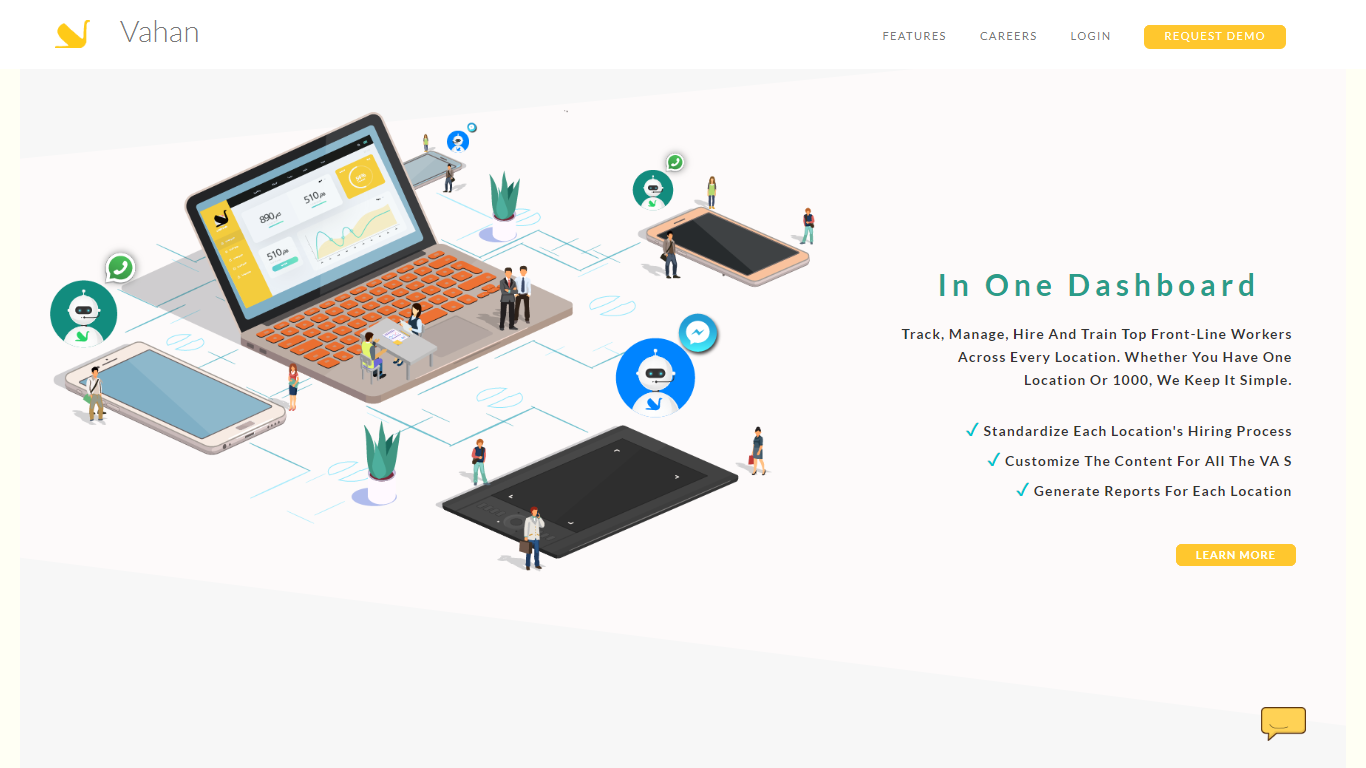 Vahan
FEATURES
CAREERS
LOGIN
REQUEST DEMO
890
510
510
In One Dashboard
Track, Manage, Hire And Train Top Front-Line Workers
Across Every Location. Whether You Have One
Location Or 1000, We Keep It Simple.
✓ Standardize Each Location's Hiring Process
✓ Customize The Content For All The VA S
✓ Generate Reports For Each Location
LEARN MORE